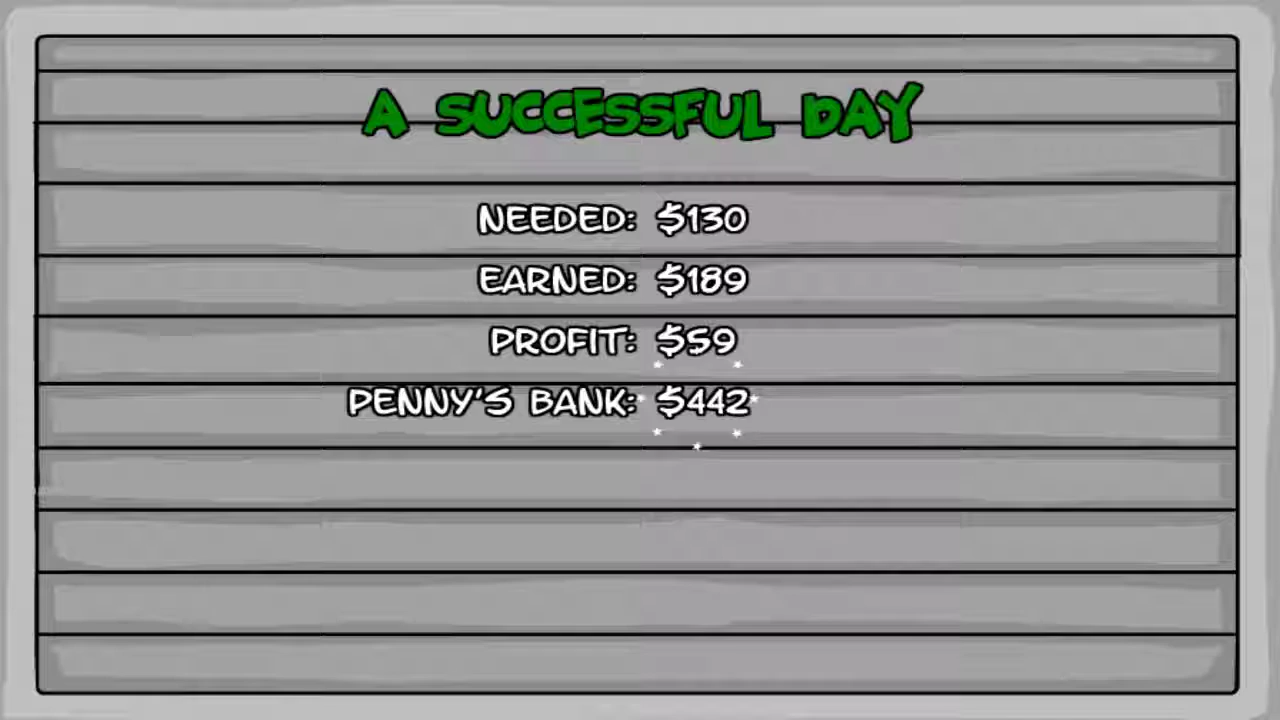 A SUCCESSFUL DAY
NEEDED: $130
EARNED: $189
PROFIT: $59
PENNY'S BANK: $442